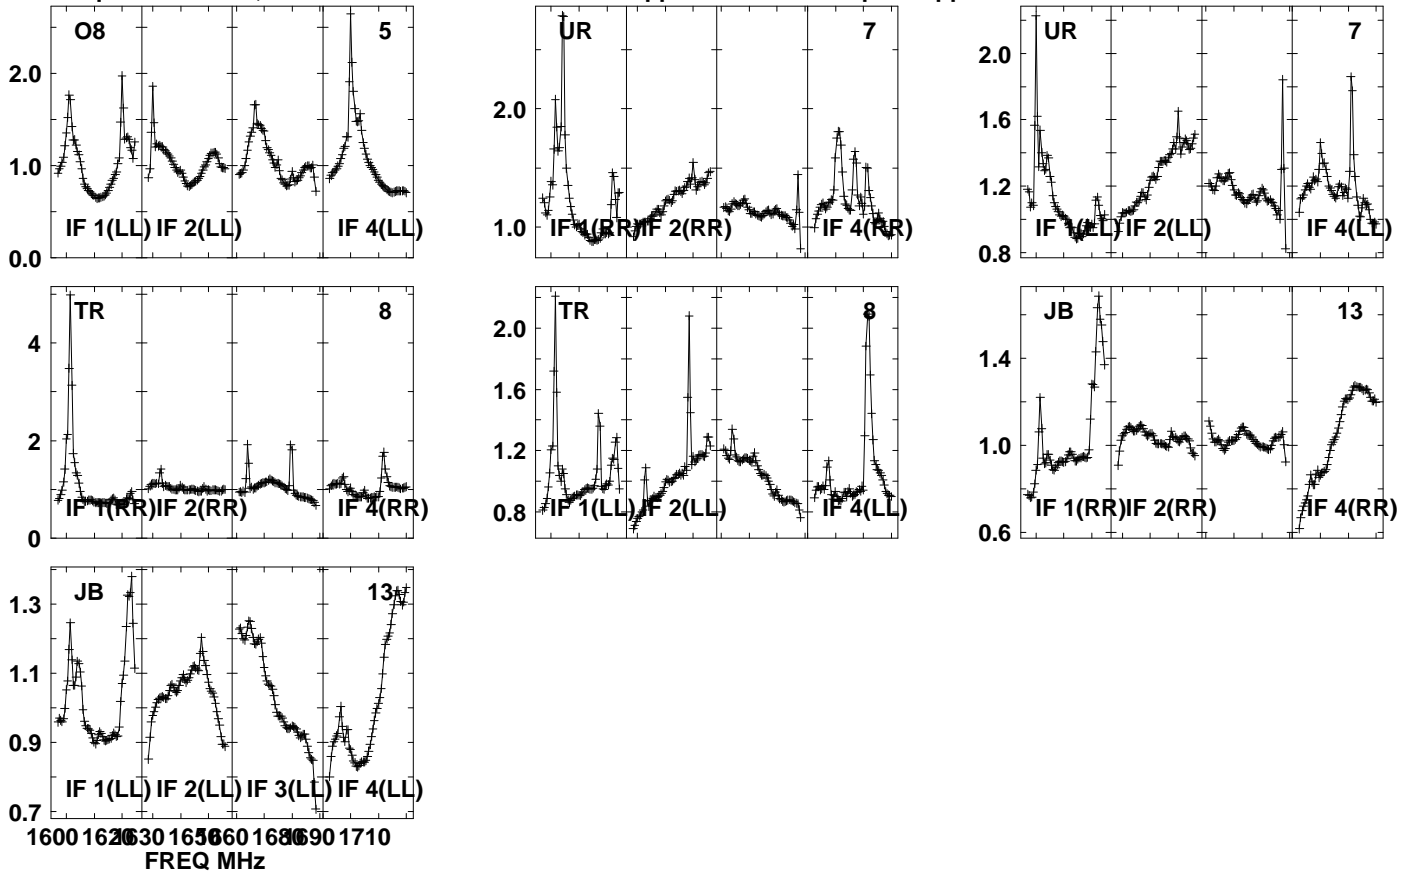 O8 5
2.0
1.0
0.0
IF 1(LL) IF 2(LL) IF 4(LL)
UR 7
2.0
1.0
IF 1(RR) IF 2(RR) IF 4(RR)
UR 7
2.0
1.6
1.2
0.8
IF 1(LL) IF 2(LL) IF 4(LL)
TR 8
4
2
0
IF 1(RR) IF 2(RR) IF 4(RR)
TR 8
2.0
1.6
1.2
0.8
IF 1(LL) IF 2(LL) IF 4(LL)
JB 13
1.4
1.0
0.6
IF 1(RR) IF 2(RR) IF 4(RR)
JB 13
1.3
1.1
0.9
0.7
IF 1(LL) IF 2(LL) IF 3(LL) IF 4(LL)
1600 1620 1630 1650 1660 1680 1690 1710
FREQ MHz